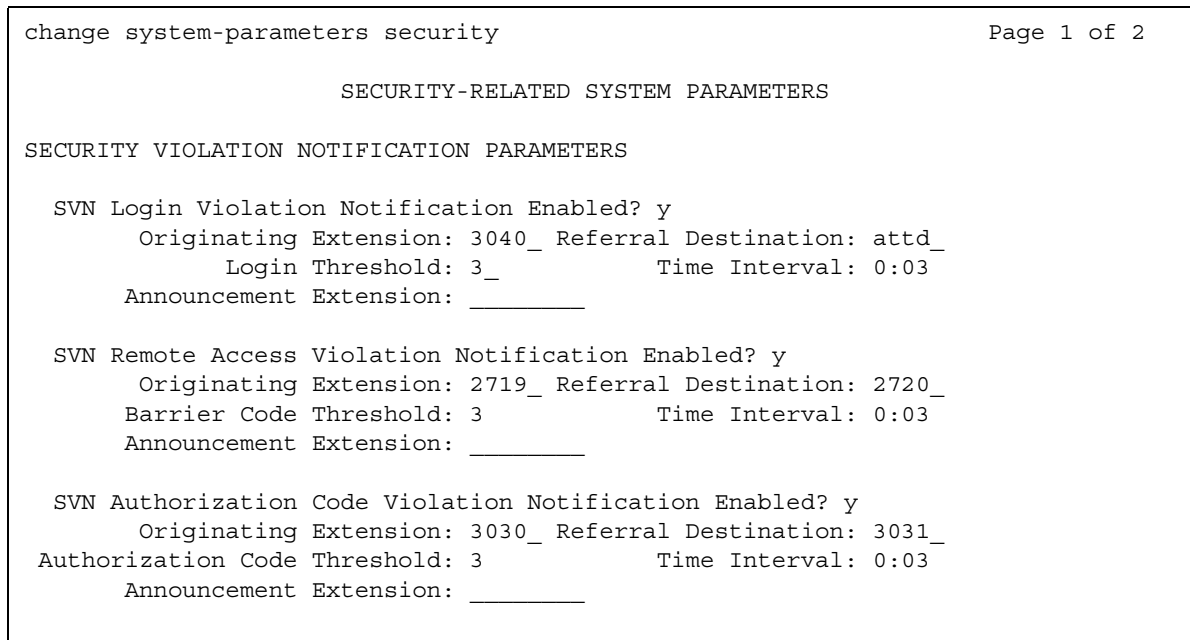 change system-parameters security Page 1 of 2
SECURITY-RELATED SYSTEM PARAMETERS
SECURITY VIOLATION NOTIFICATION PARAMETERS
SVN Login Violation Notification Enabled? y
Originating Extension: 3040_ Referral Destination: attd_
Login Threshold: 3_ Time Interval: 0:03
Announcement Extension: ________
SVN Remote Access Violation Notification Enabled? y
Originating Extension: 2719_ Referral Destination: 2720_
Barrier Code Threshold: 3 Time Interval: 0:03
Announcement Extension: ________
SVN Authorization Code Violation Notification Enabled? y
Originating Extension: 3030_ Referral Destination: 3031_
Authorization Code Threshold: 3 Time Interval: 0:03
Announcement Extension: ________